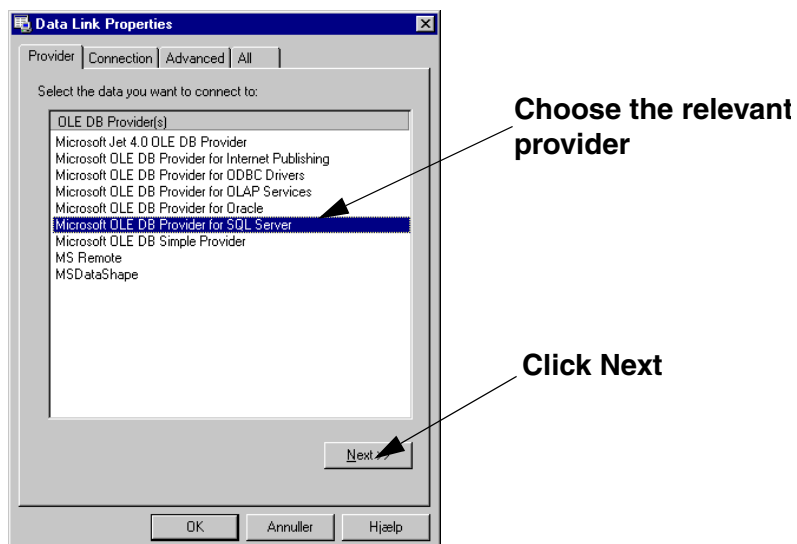 Data Link Properties
Provider Connection Advanced All
Select the data you want to connect to:
OLE DB Provider(s)
Microsoft Jet 4.0 OLE DB Provider
Microsoft OLE DB Provider for Internet Publishing
Microsoft OLE DB Provider for ODBC Drivers
Microsoft OLE DB Provider for OLAP Services
Microsoft OLE DB Provider for Oracle
Microsoft OLE DB Provider for SQL Server
Microsoft OLE DB Simple Provider
MS Remote
MSDataShape
Choose the relevant
provider
Click Next
Next >>
OK Annuller Hjælp